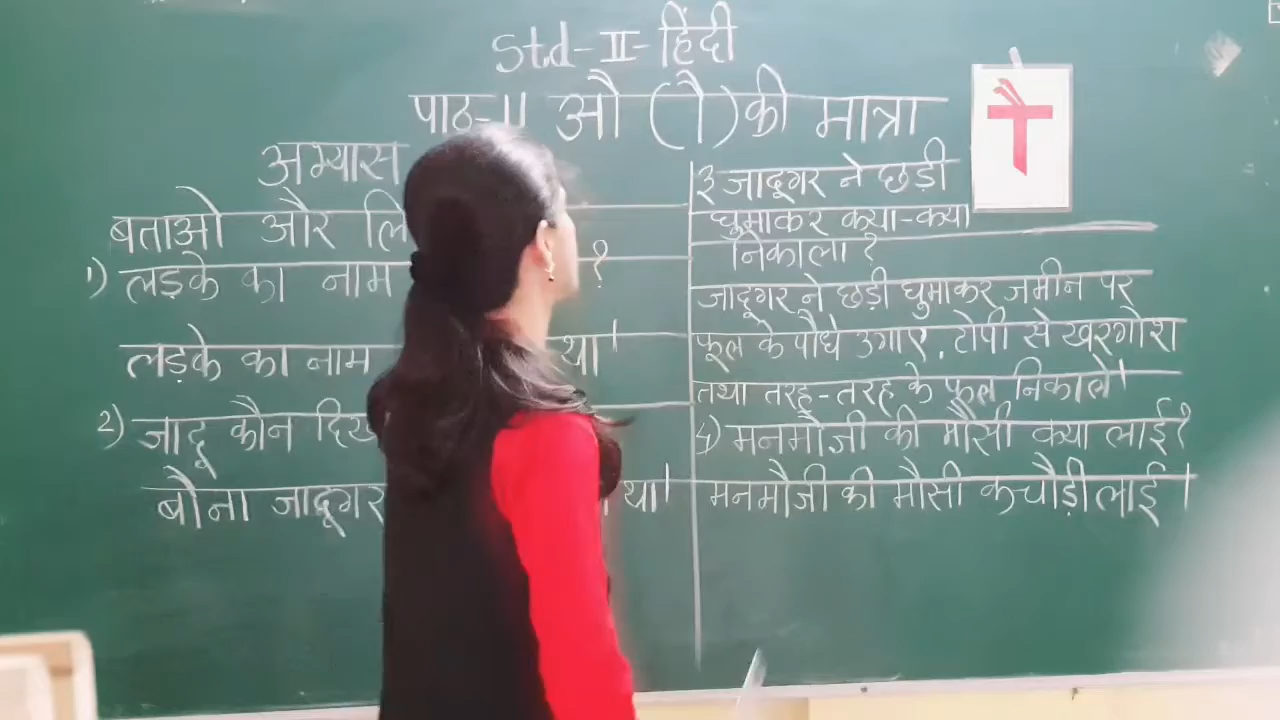 Std-II-हिंदी
पाठ-11 औ (ौ) की मात्रा
अभ्यास
बताओ और
1) लड़के का नाम ?
लड़के का नाम था।
2) जादू कौन
बौना जादूगर था।
३ जादूगर ने छड़ी
घुमाकर क्या-क्या
निकाला ?
जादूगर ने छड़ी घुमाकर जमीन पर
फूल के पौधे उगाए, टोपी से खरगोश
तथा तरह-तरह के फूल निकाले।
4) मनमौजी की मौसी क्या लाई?
मनमौजी की मौसी कचौड़ी लाई ।